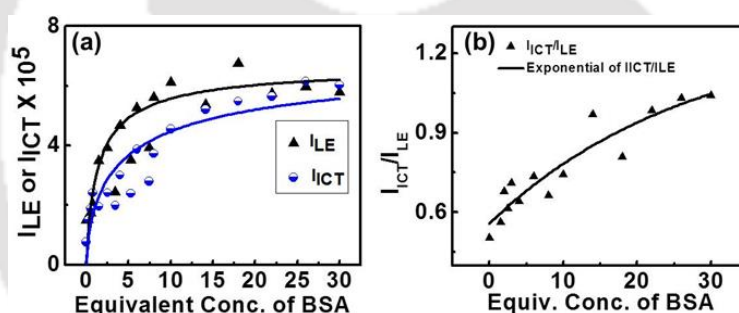 (a)
I_LE or I_ICT X 10^5
8
4
0
I_LE
I_ICT
0 5 10 15 20 25 30
Equivalent Conc. of BSA
(b)
I_ICT/I_LE
1.2
0.9
0.6
I_ICT/I_LE
Exponential of IICT/ILE
0 10 20 30
Equiv. Conc. of BSA